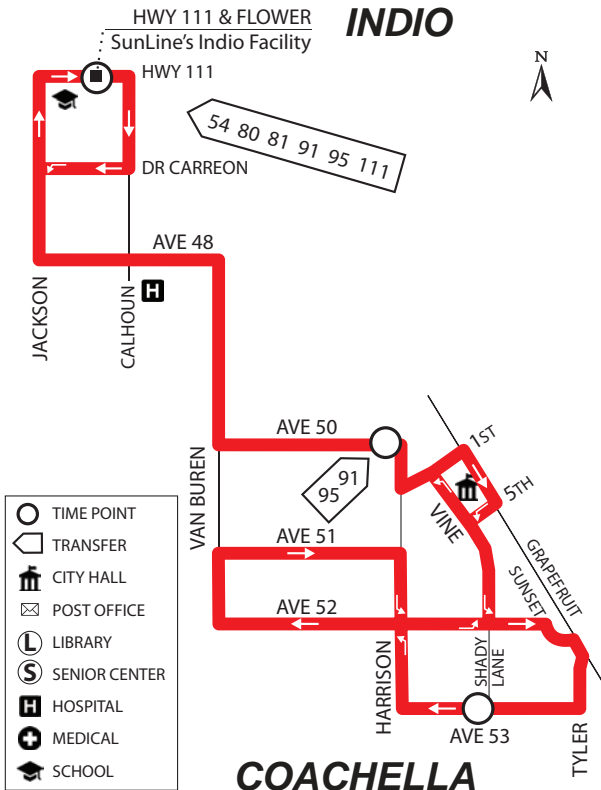 HWY 111 & FLOWER
SunLine's Indio Facility
INDIO
N
HWY 111
54 80 81 91 95 111
DR CARREON
AVE 48
JACKSON
CALHOUN
H
AVE 50
1ST
5TH
91
95
VAN BUREN
VINE
AVE 51
GRAPEFRUIT
SUNSET
AVE 52
SHADY
LANE
HARRISON
AVE 53
TYLER
COACHELLA
TIME POINT
TRANSFER
CITY HALL
POST OFFICE
L LIBRARY
S SENIOR CENTER
H HOSPITAL
MEDICAL
SCHOOL